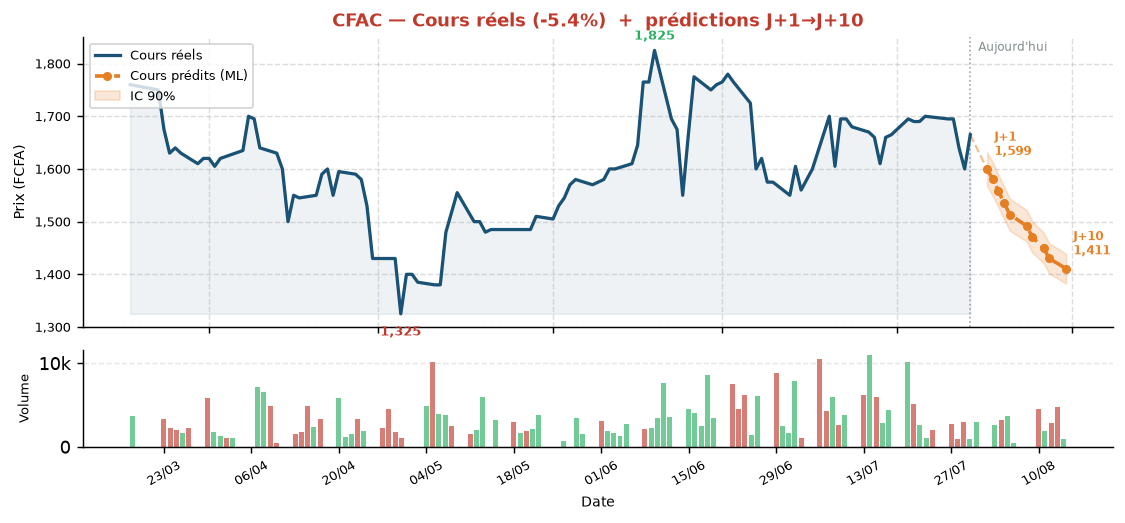 CFAC — Cours réels (-5.4%)  +  prédictions J+1→J+10
1,825
Aujourd'hui
Cours réels
Cours prédits (ML)
IC 90%
1,800
1,700
1,600
1,500
1,400
1,300
Prix (FCFA)
J+1
1,599
J+10
1,411
1,325
10k
0
Volume
23/03
06/04
20/04
04/05
18/05
01/06
15/06
29/06
13/07
27/07
10/08
Date